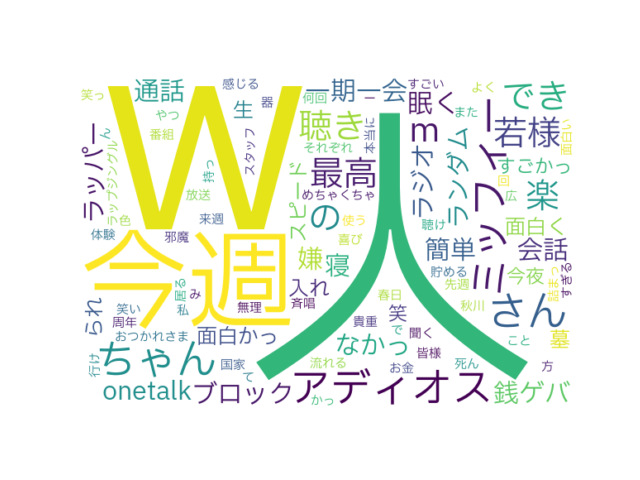 笑っ
通話
感じる
器
何回
一期一会
すごい
眠く
よく
でき
やつ
生
聴き
一
本当に
m
また
若様
面白い
ラッパー
ん
番組
スタッフ
それぞれ
最高
ラジオ
ランダム
ミッフィー
すごかっ
ラップジングル
持っ
放送
W
人
めちゃくちゃ
回
楽
色
来週
スピード
の
使う
聴け
広
面白く
体験
邪魔
今週
嫌
喜び
簡単
会話
すぎる
詰まっ
私
居る
み
無理
寝
入れ
斉唱
貯める
先週
今夜
られ
周年
笑い
春日
秋川
さん
おつかれさま
面白かっ
貴重
笑
で
聞く
皆様
こと
墓
行け
ちゃん
国家
て
流れる
なかっ
お金
死ん
方
onetalk
ブロック
かっ
アディオス
銭ゲバ